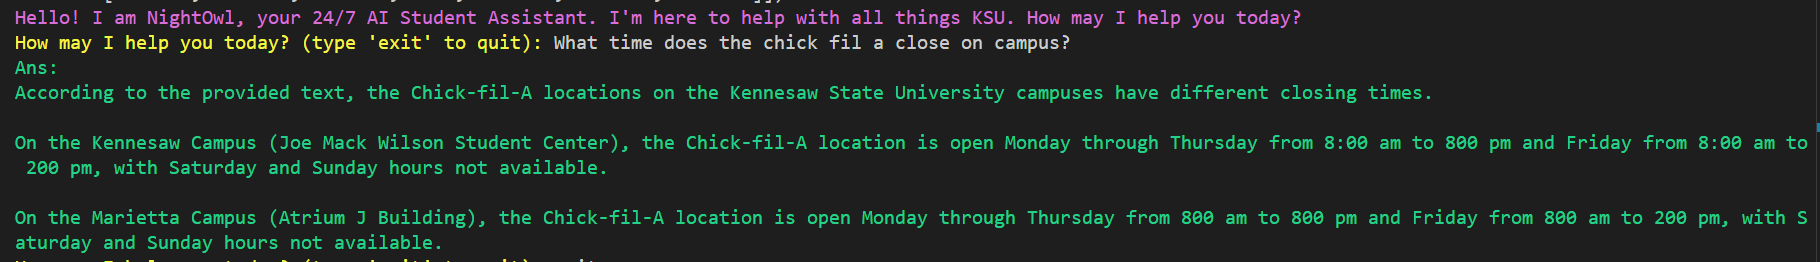 Hello! I am NightOwl, your 24/7 AI Student Assistant. I'm here to help with all things KSU. How may I help you today?
How may I help you today? (type 'exit' to quit): What time does the chick fil a close on campus?
Ans:
According to the provided text, the Chick-fil-A locations on the Kennesaw State University campuses have different closing times.
On the Kennesaw Campus (Joe Mack Wilson Student Center), the Chick-fil-A location is open Monday through Thursday from 8:00 am to 800 pm and Friday from 8:00 am to
200 pm, with Saturday and Sunday hours not available.
On the Marietta Campus (Atrium J Building), the Chick-fil-A location is open Monday through Thursday from 800 am to 800 pm and Friday from 800 am to 200 pm, with S
aturday and Sunday hours not available.